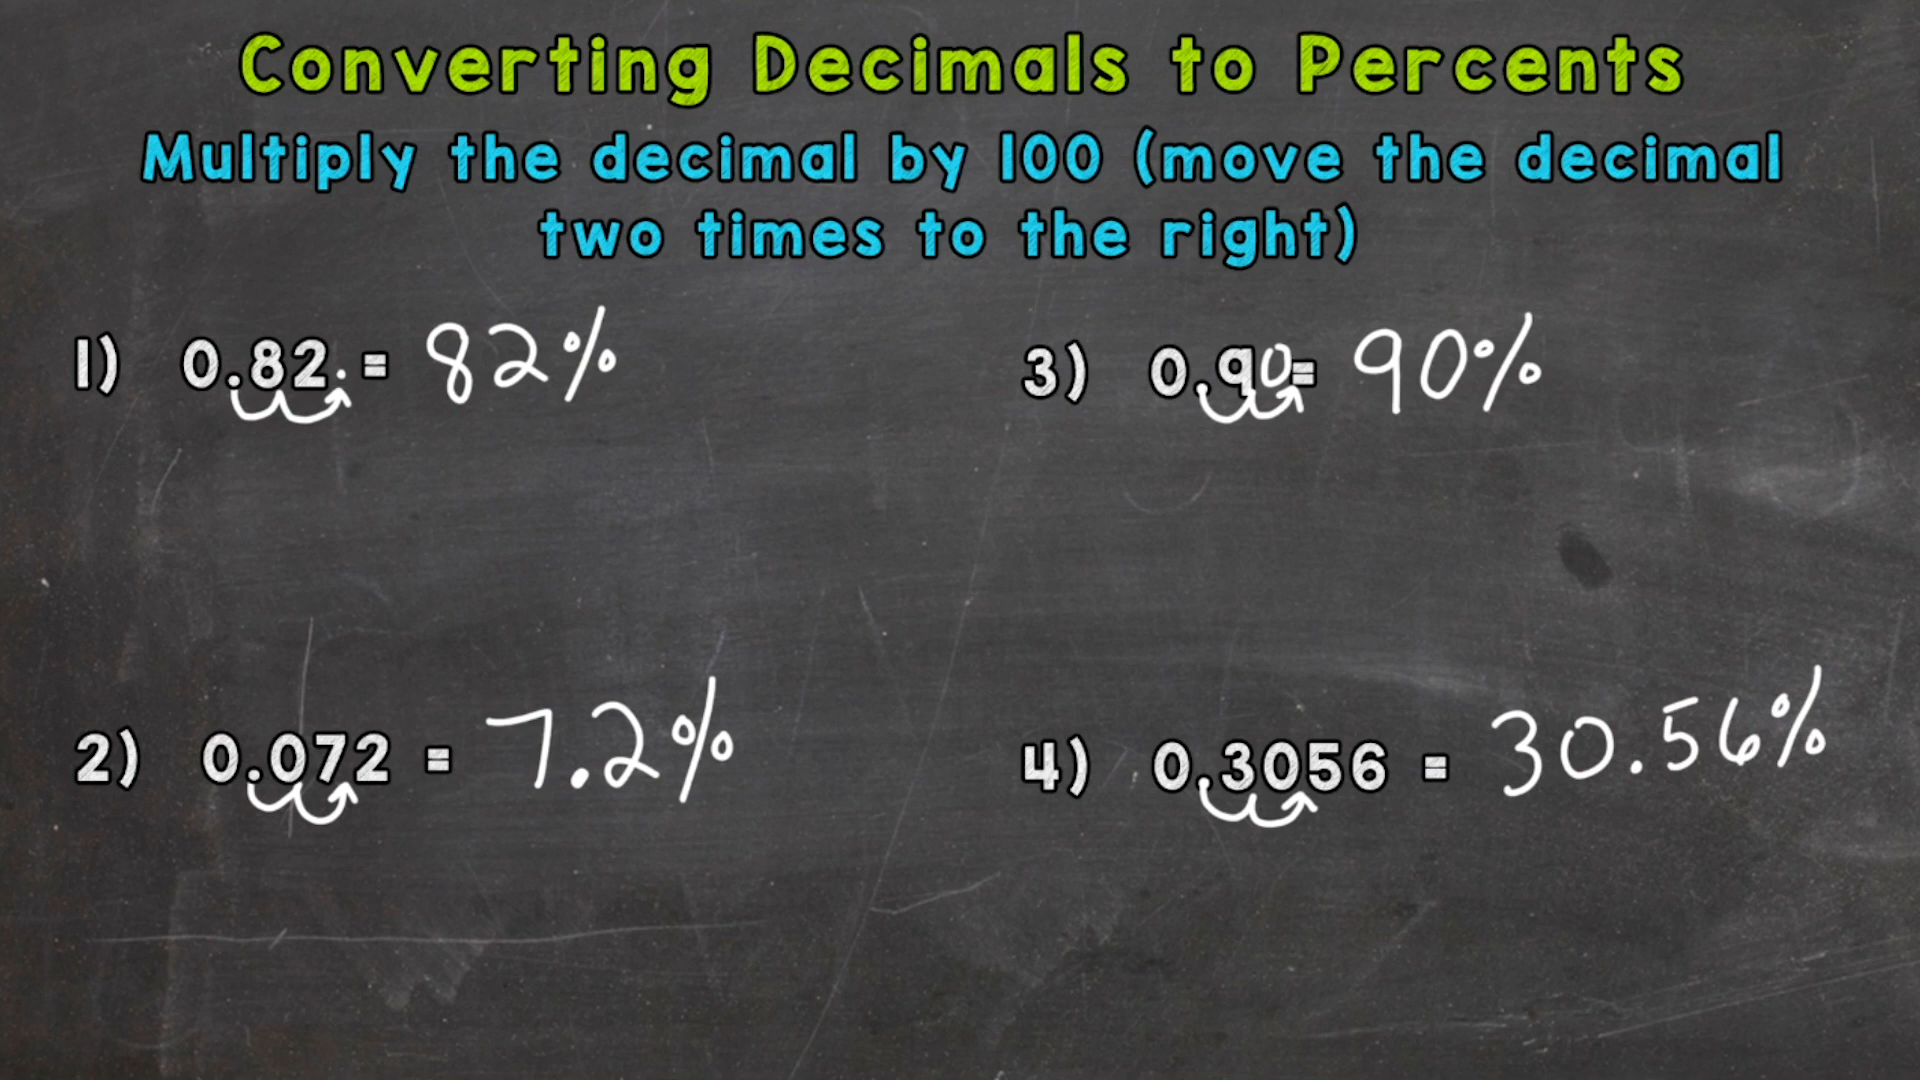 Converting Decimals to Percents
Multiply the decimal by 100 (move the decimal
two times to the right)
1) 0.82. = 82%
3) 0.90= 90%
2) 0.072 = 7.2%
4) 0.3056 = 30.56%